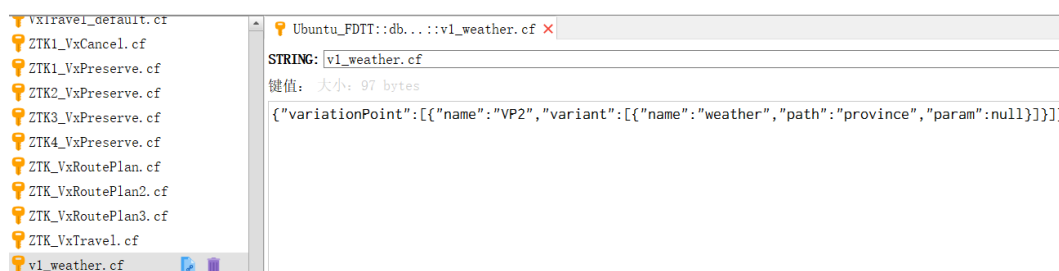 VxTravel_default.cf
ZTK1_VxCancel.cf
ZTK1_VxPreserve.cf
ZTK2_VxPreserve.cf
ZTK3_VxPreserve.cf
ZTK4_VxPreserve.cf
ZTK_VxRoutePlan.cf
ZTK_VxRoutePlan2.cf
ZTK_VxRoutePlan3.cf
ZTK_VxTravel.cf
v1_weather.cf
Ubuntu_FDTT::db...::v1_weather.cf
STRING: v1_weather.cf
键值: 大小: 97 bytes
{"variationPoint":[{"name":"VP2","variant":[{"name":"weather","path":"province","param":null}]}]}